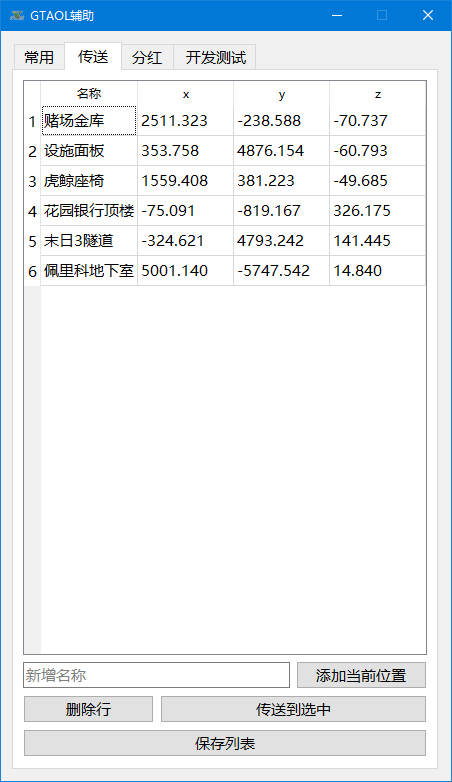 GTAOL辅助
常用 传送 分红 开发测试
名称 x y z
1 赌场金库 2511.323 -238.588 -70.737
2 设施面板 353.758 4876.154 -60.793
3 虎鲸座椅 1559.408 381.223 -49.685
4 花园银行顶楼 -75.091 -819.167 326.175
5 末日3隧道 -324.621 4793.242 141.445
6 佩里科地下室 5001.140 -5747.542 14.840
新增名称 添加当前位置
删除行 传送到选中
保存列表